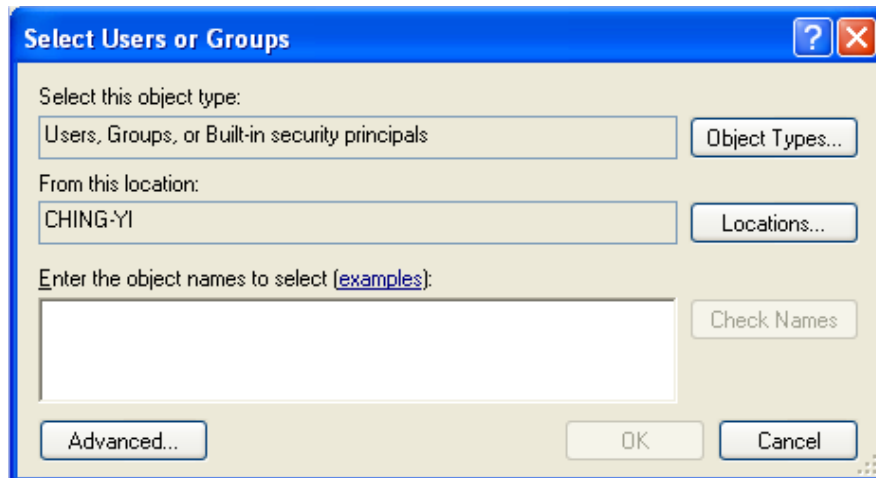 Select Users or Groups
Select this object type:
Users, Groups, or Built-in security principals
Object Types...
From this location:
CHING-YI
Locations...
Enter the object names to select (examples):
Check Names
Advanced...
OK
Cancel